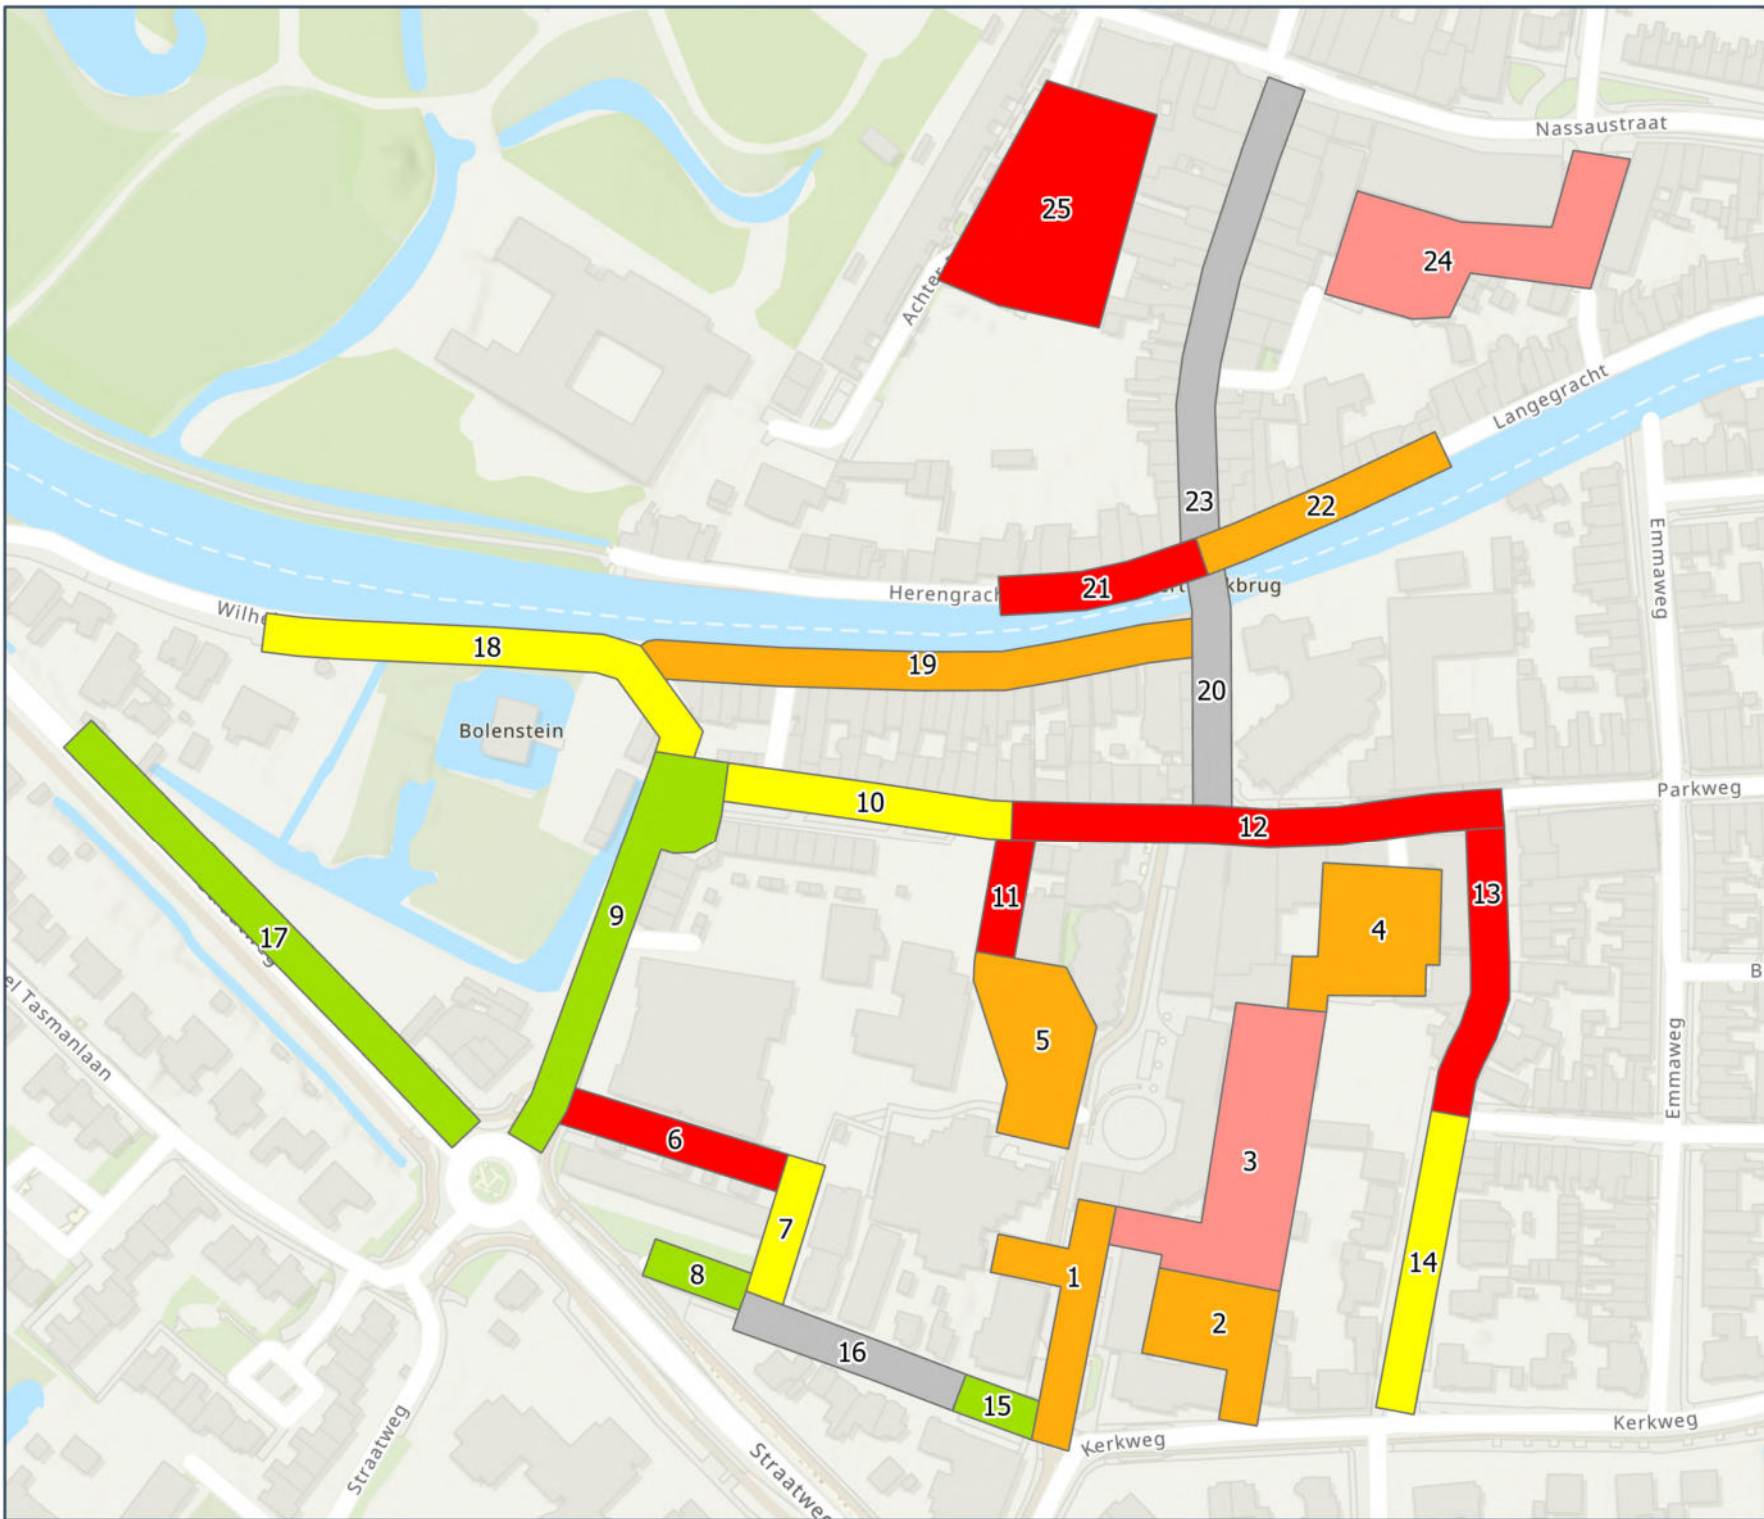 Nassaustraat
25
24
Achter
Langegracht
23
22
Emmaweg
Herengrach
21
kbrug
Wilhe
18
19
20
Bolenstein
Parkweg
10
12
13
11
9
4
17
B
el Tasmanlaan
5
Emmaweg
6
3
7
14
8
1
2
16
15
Kerkweg
Kerkweg
Straatweg
Straatweg